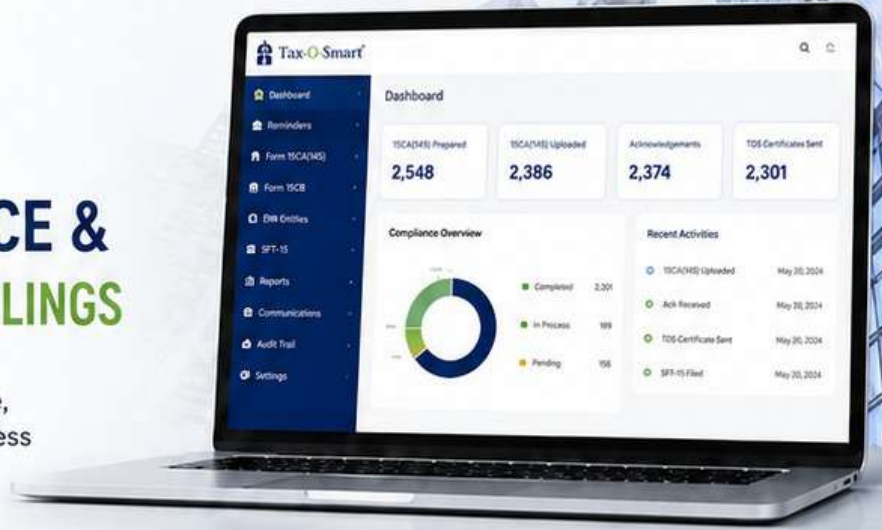 CE &
LINGS
,
ess
Tax-O-Smart
Dashboard
Reminders
Form 15CA(145)
Form 15CB
Entities
SFT-15
Reports
Communications
Audit Trail
Settings
Dashboard
15CA(145) Prepared
2,548
15CA(145) Uploaded
2,386
Acknowledgements
2,374
TDS Certificates Sent
2,301
Compliance Overview
Completed 2,301
In Process 189
Pending 156
Recent Activities
15CA(145) Uploaded May 20, 2024
Ack Received May 20, 2024
TDS Certificate Sent May 20, 2024
SFT-15 Filed May 20, 2024